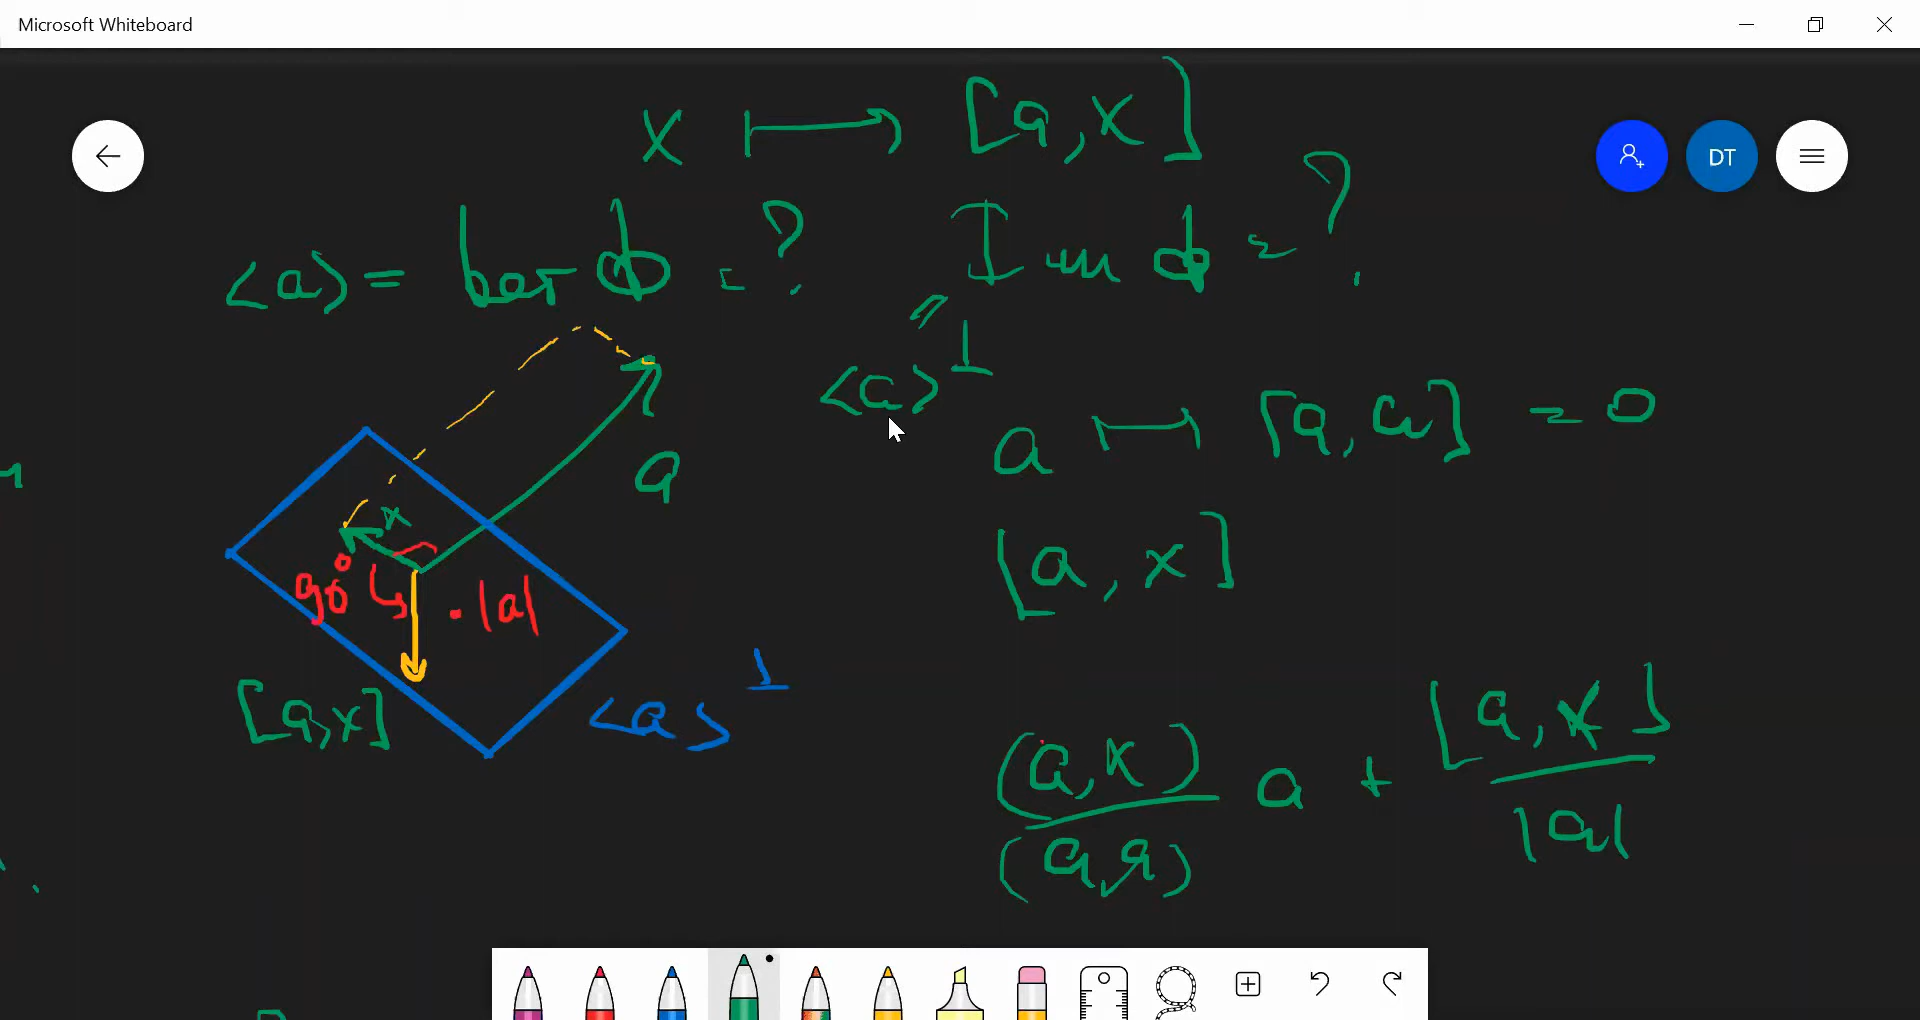 Microsoft Whiteboard
x ⟼ [a, x]
DT
<a> = ker ϕ = ? Im ϕ = ?
"
<a>⊥
a ⟼ [a, a] = 0
a
x
[a, x]
90° . |a|
[a, x] <a>⊥
(a, x) / (a, a) a + [a, x] / |a|